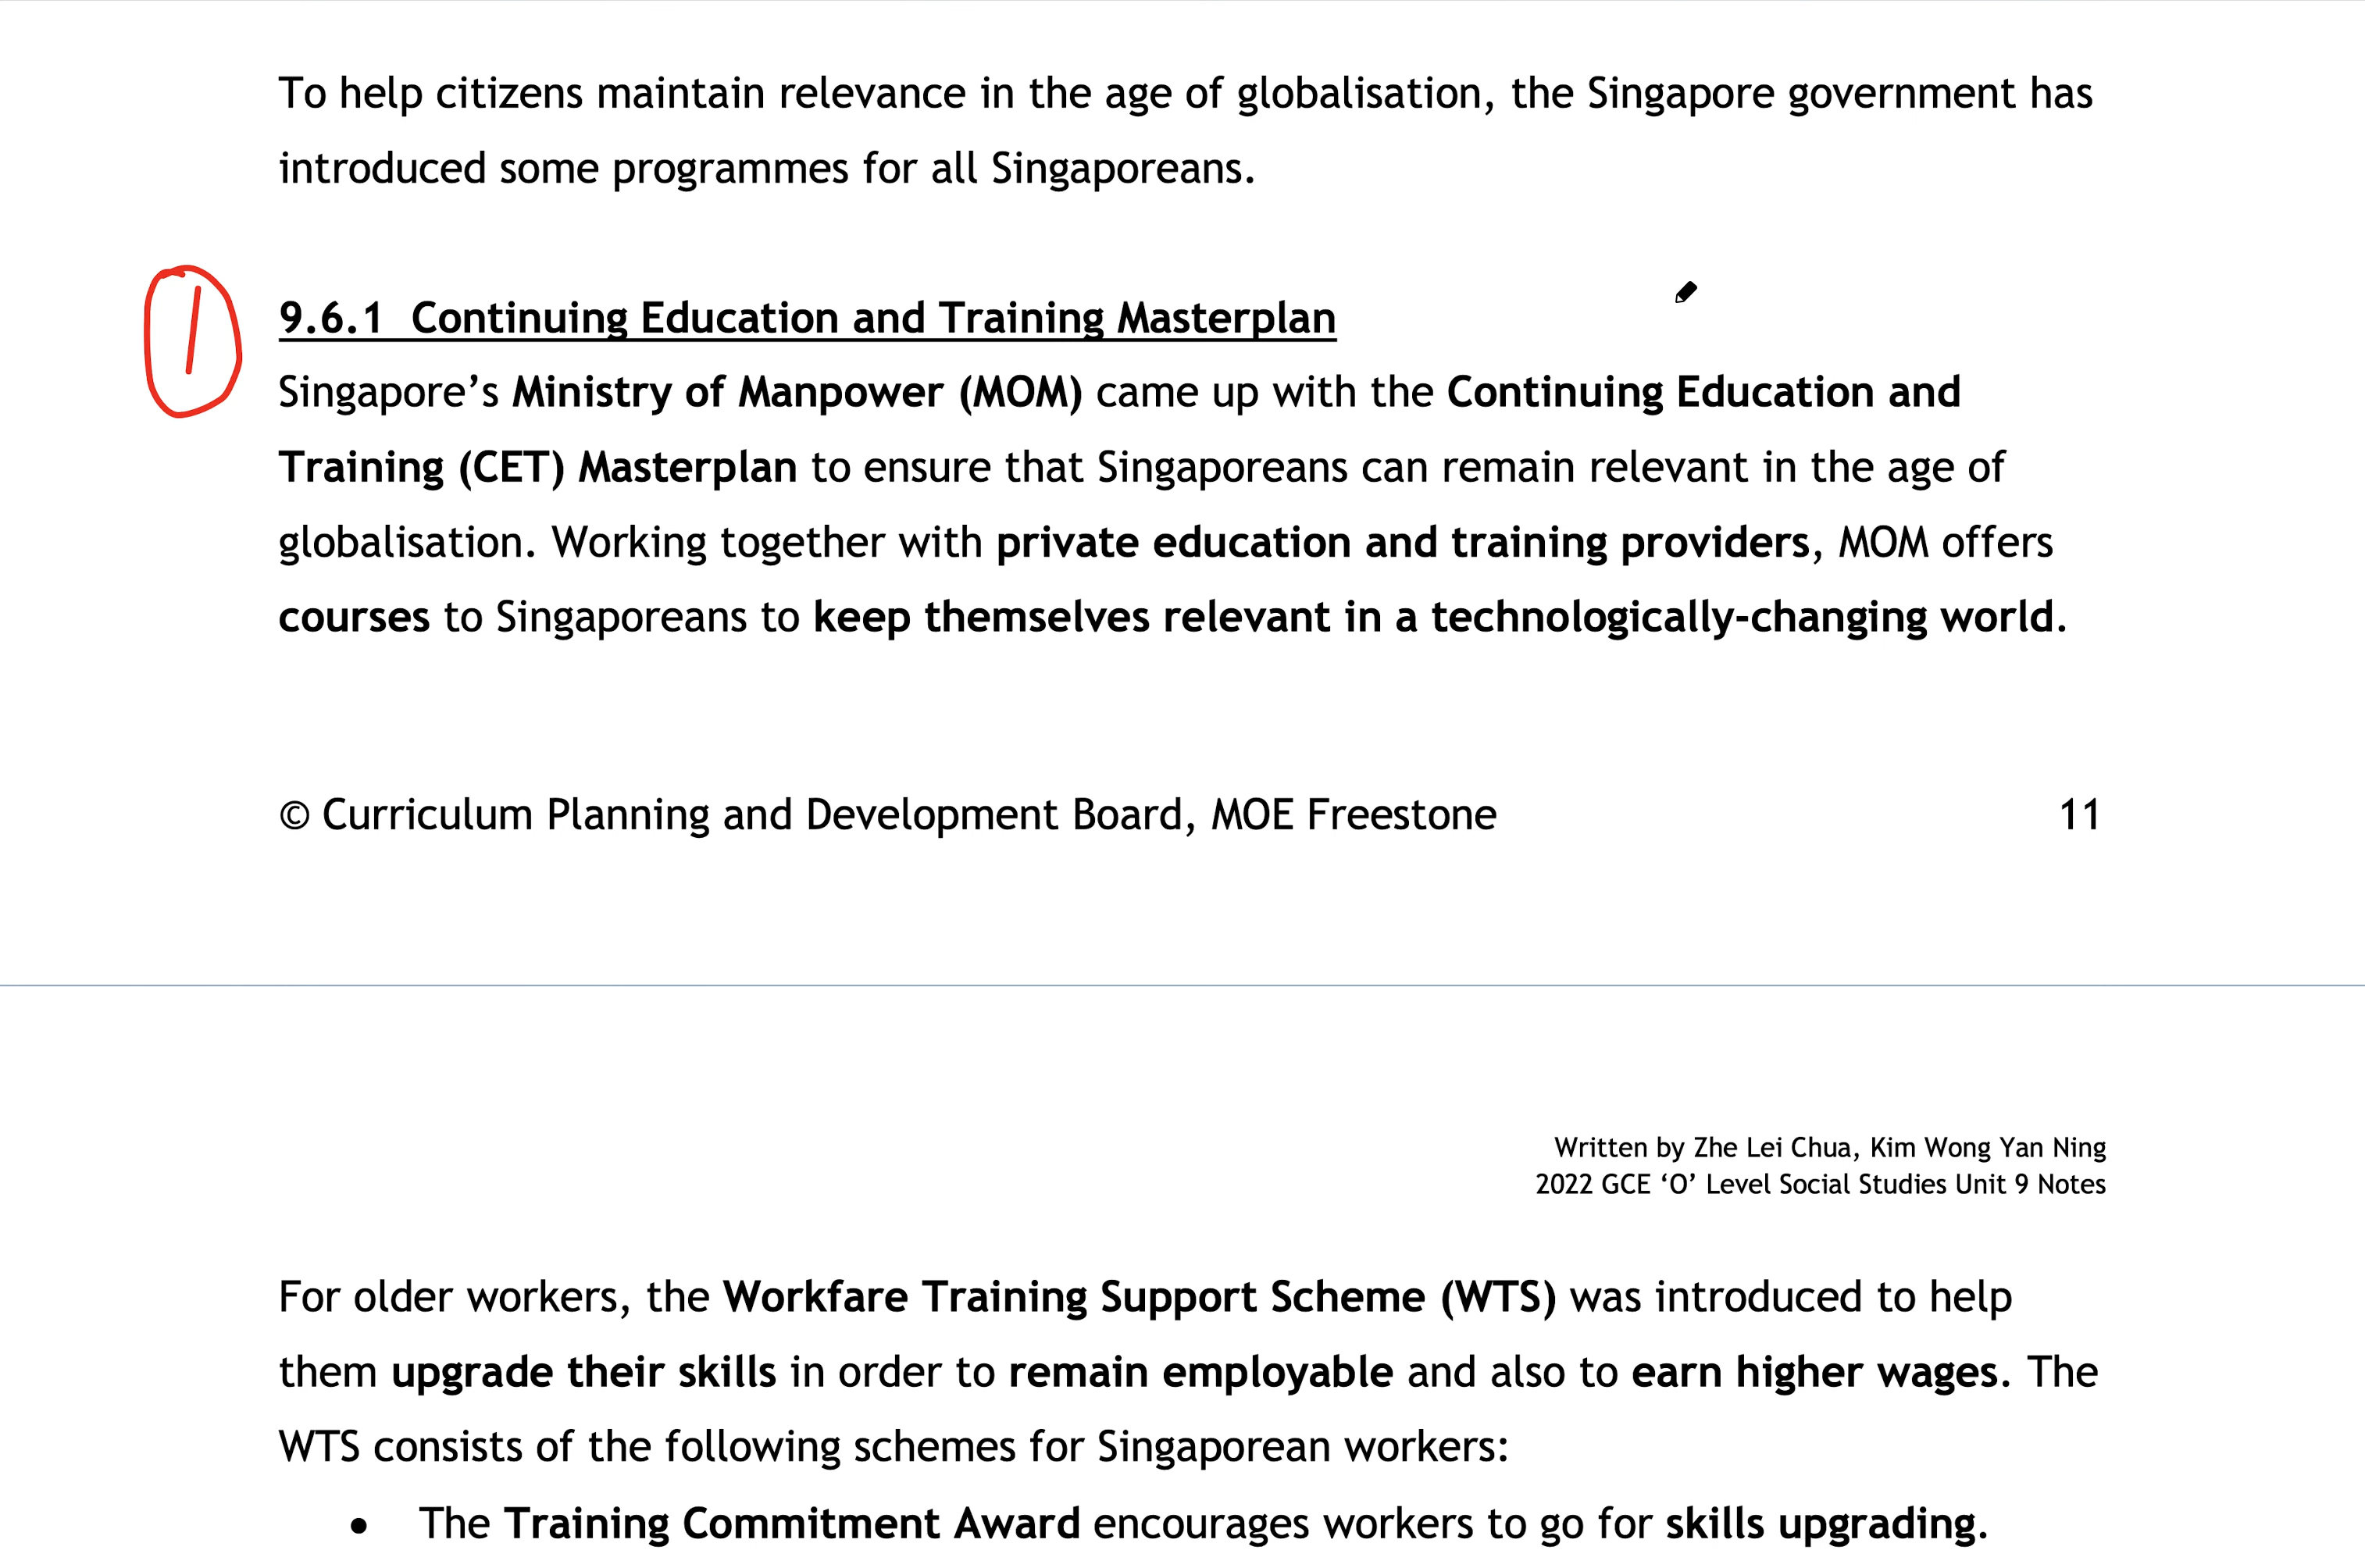 To help citizens maintain relevance in the age of globalisation, the Singapore government has
introduced some programmes for all Singaporeans.
1
9.6.1 Continuing Education and Training Masterplan
Singapore’s Ministry of Manpower (MOM) came up with the Continuing Education and
Training (CET) Masterplan to ensure that Singaporeans can remain relevant in the age of
globalisation. Working together with private education and training providers, MOM offers
courses to Singaporeans to keep themselves relevant in a technologically-changing world.
© Curriculum Planning and Development Board, MOE Freestone 11
Written by Zhe Lei Chua, Kim Wong Yan Ning
2022 GCE ‘O’ Level Social Studies Unit 9 Notes
For older workers, the Workfare Training Support Scheme (WTS) was introduced to help
them upgrade their skills in order to remain employable and also to earn higher wages. The
WTS consists of the following schemes for Singaporean workers:
• The Training Commitment Award encourages workers to go for skills upgrading.